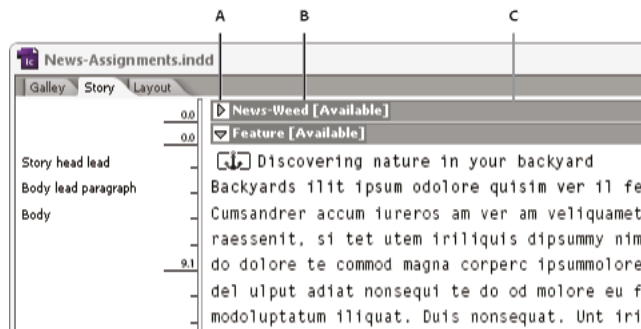 A B C
Ic News-Assignments.indd
Galley Story Layout
0.0 News-Weed [Available]
0.0 Feature [Available]
Story head lead Discovering nature in your backyard
Body lead paragraph Backyards ilit ipsum odolore quisim ver il fe
Body Cumsandrer accum iureros am ver am veliquamet
raessenit, si tet utem iriliquis dipsummy nim
9.1 do dolore te commod magna corperc ipsummolore
del ulput adiat nonsequi te do od molore eu f
modoluptatum iliquat. Duis nonsequat. Unt iri